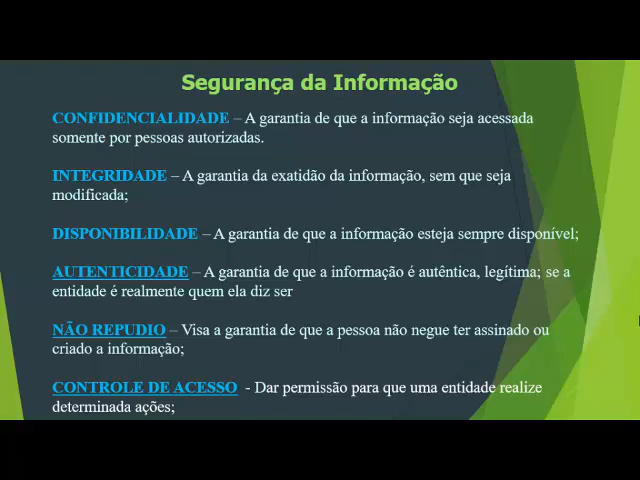 Segurança da Informação
CONFIDENCIALIDADE – A garantia de que a informação seja acessada
somente por pessoas autorizadas.
INTEGRIDADE – A garantia da exatidão da informação, sem que seja
modificada;
DISPONIBILIDADE – A garantia de que a informação esteja sempre disponível;
AUTENTICIDADE – A garantia de que a informação é autêntica, legítima; se a
entidade é realmente quem ela diz ser
NÃO REPUDIO – Visa a garantia de que a pessoa não negue ter assinado ou
criado a informação;
CONTROLE DE ACESSO - Dar permissão para que uma entidade realize
determinada ações;